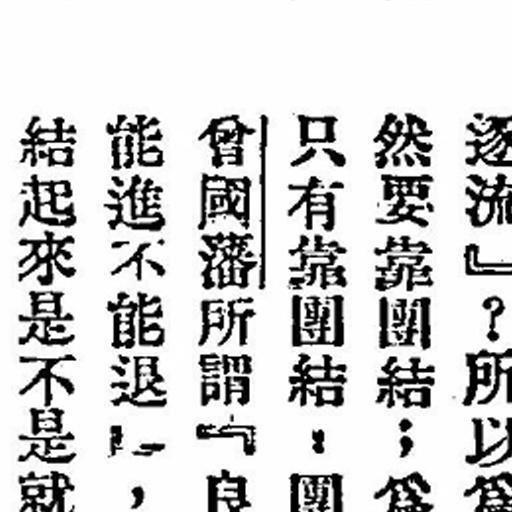 逐流』？所以爲
然要靠團結；爲
只有靠團結：團
曾國藩所謂『良
能進不能退』，
結起來是不是就